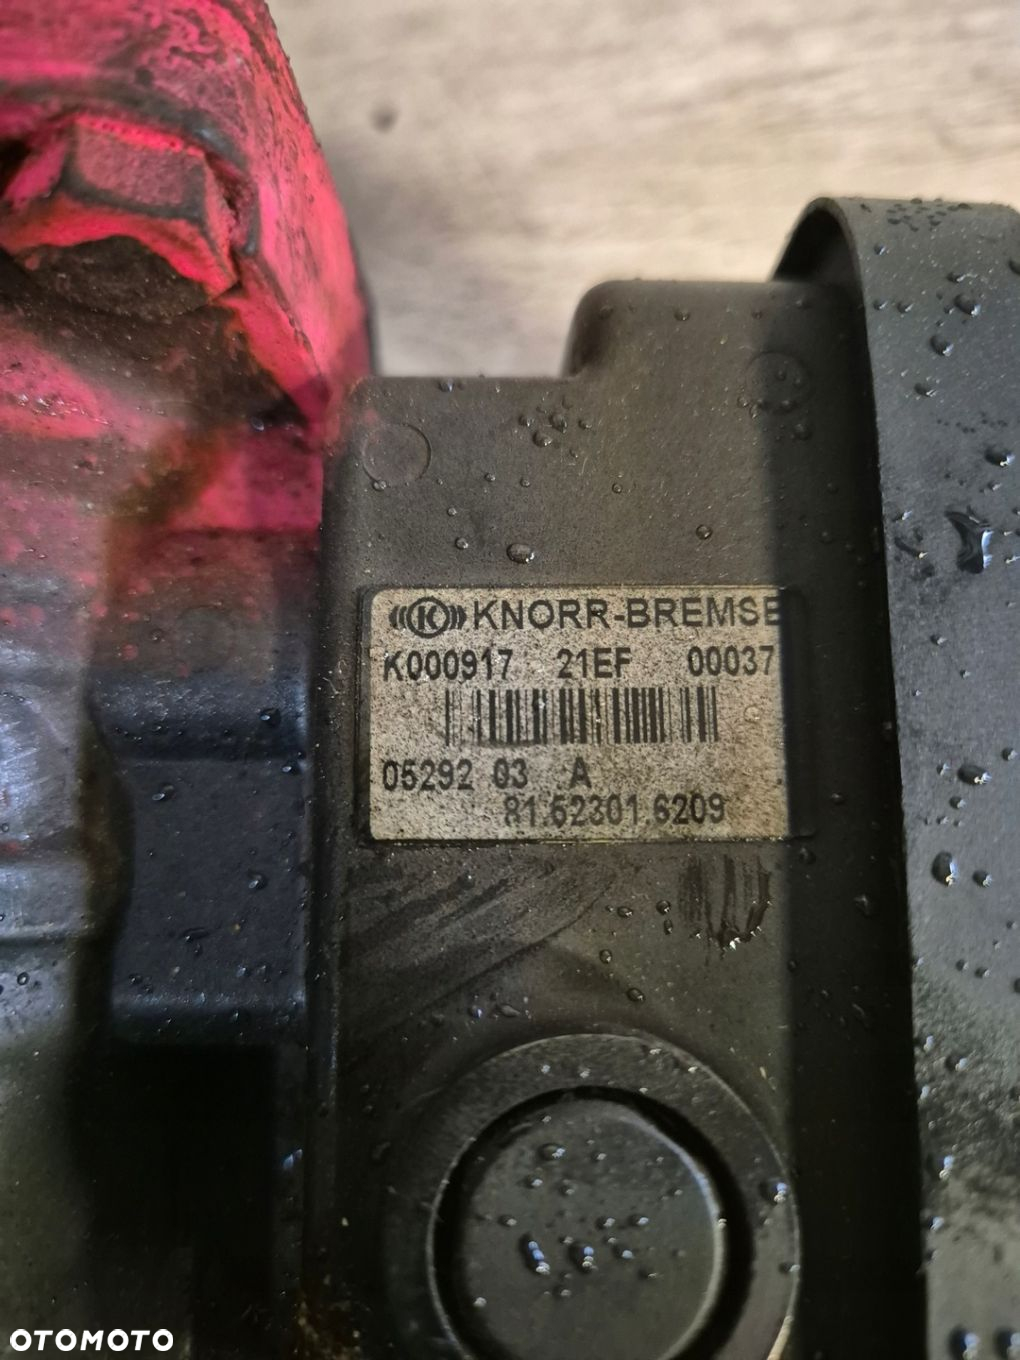 K KNORR-BREMSE
K000917 21EF 00037
05292 03 A
81.52301.6209
OTOMOTO